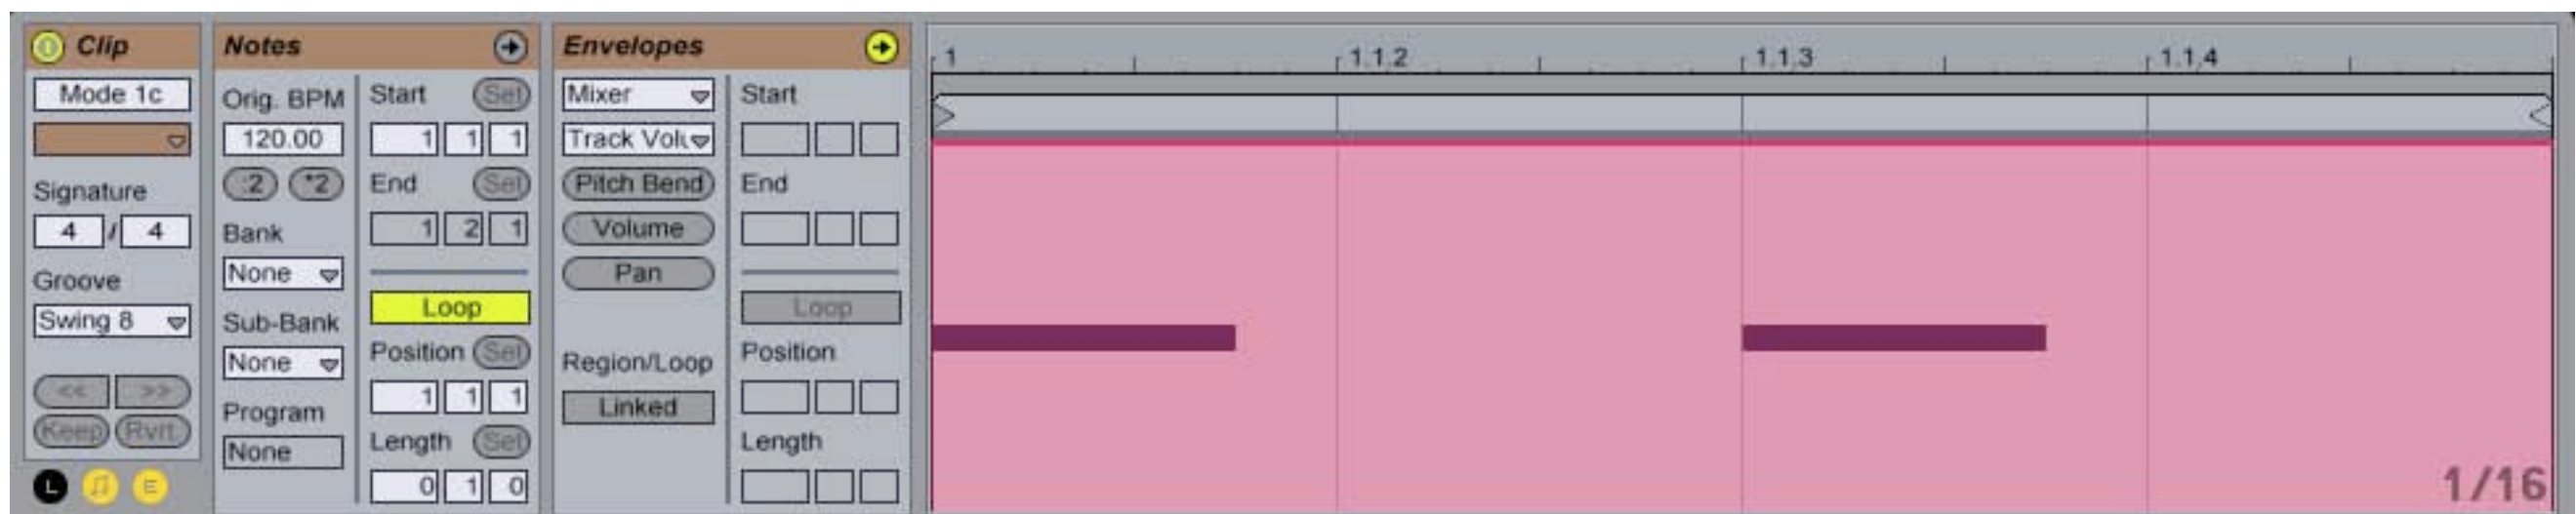 Clip
Mode 1c
Signature
4 / 4
Groove
Swing 8
<< >>
Keep Rvrt
L E
Notes
Orig. BPM
120.00
:2 *2
Bank
None
Sub-Bank
None
Program
None
Start Set
1 1 1
End Set
1 2 1
Loop
Position Set
1 1 1
Length Set
0 1 0
Envelopes
Mixer
Track Volu
Pitch Bend
Volume
Pan
Region/Loop
Linked
Start
End
Loop
Position
Length
1 1.1.2 1.1.3 1.1.4
1/16